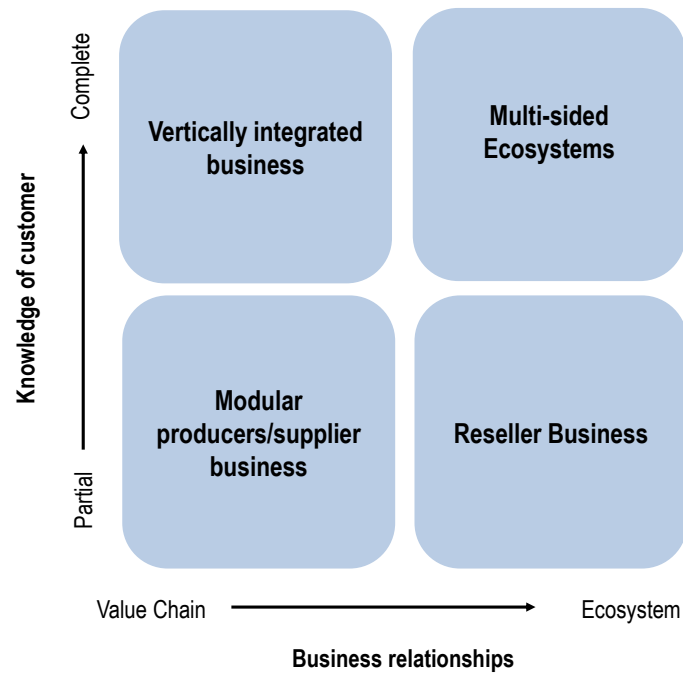 Complete
Knowledge of customer
Partial
Vertically integrated
business
Multi-sided
Ecosystems
Modular
producers/supplier
business
Reseller Business
Value Chain
Ecosystem
Business relationships